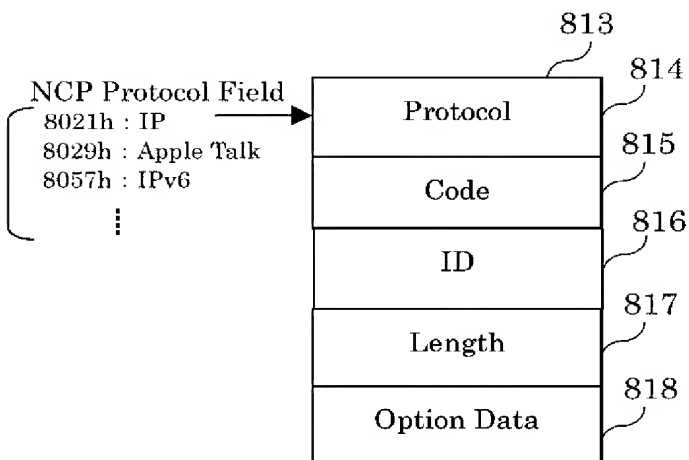 813
NCP Protocol Field
8021h : IP
8029h : Apple Talk
8057h : IPv6
Protocol
814
Code
815
ID
816
Length
817
Option Data
818